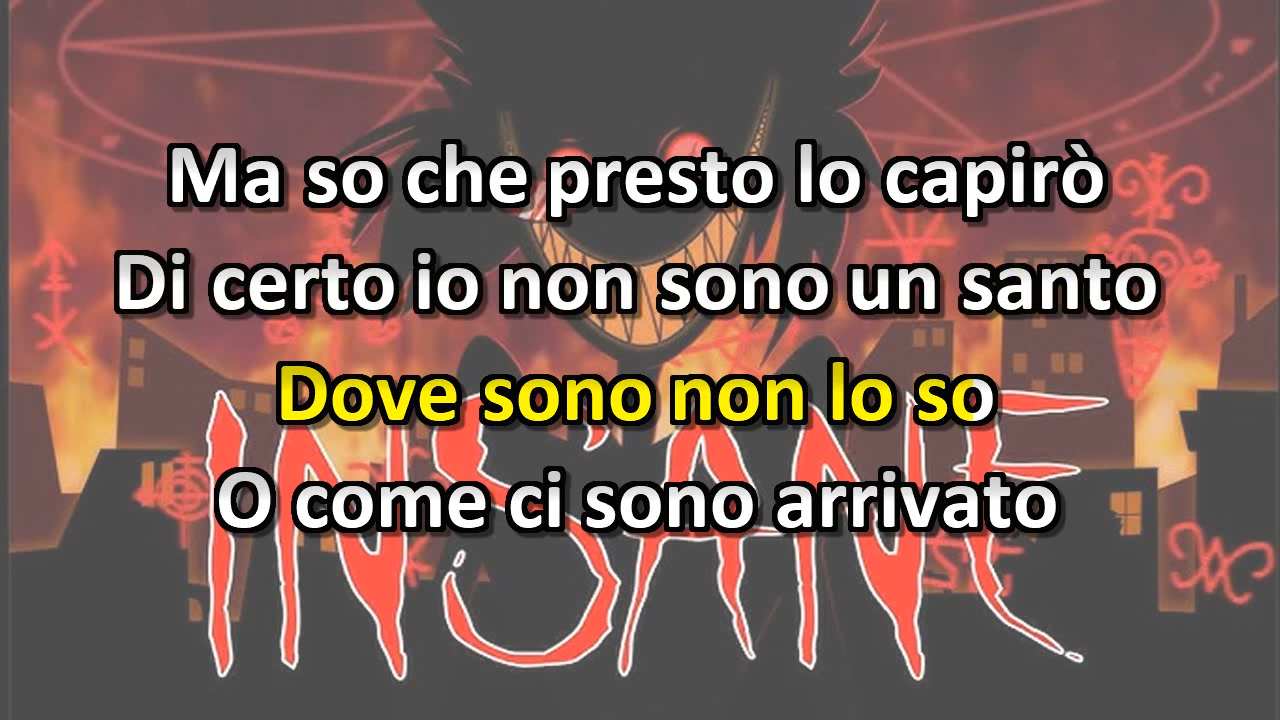 Ma so che presto lo capirò
Di certo io non sono un santo
Dove sono non lo so
O come ci sono arrivato
INSANE